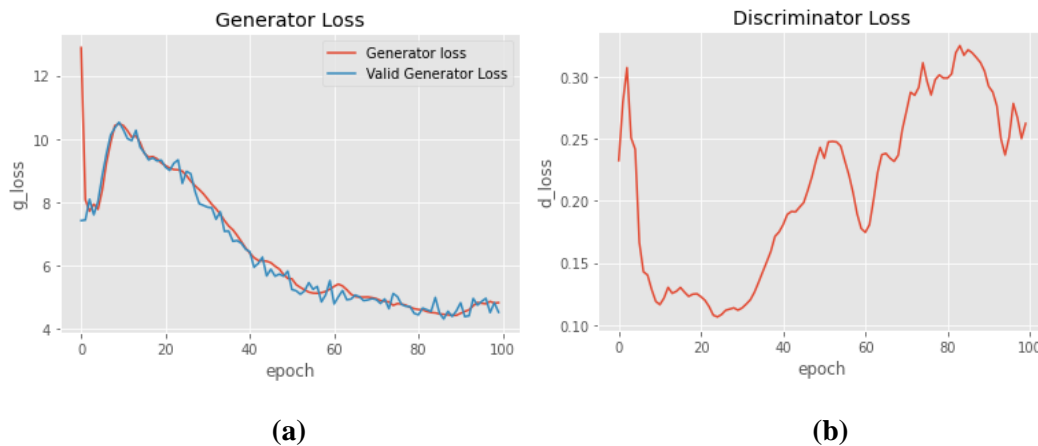 Generator Loss
Generator loss
Valid Generator Loss
12
10
8
6
4
g_loss
0
20
40
60
80
100
epoch
(a)
Discriminator Loss
0.30
0.25
0.20
0.15
0.10
d_loss
0
20
40
60
80
100
epoch
(b)